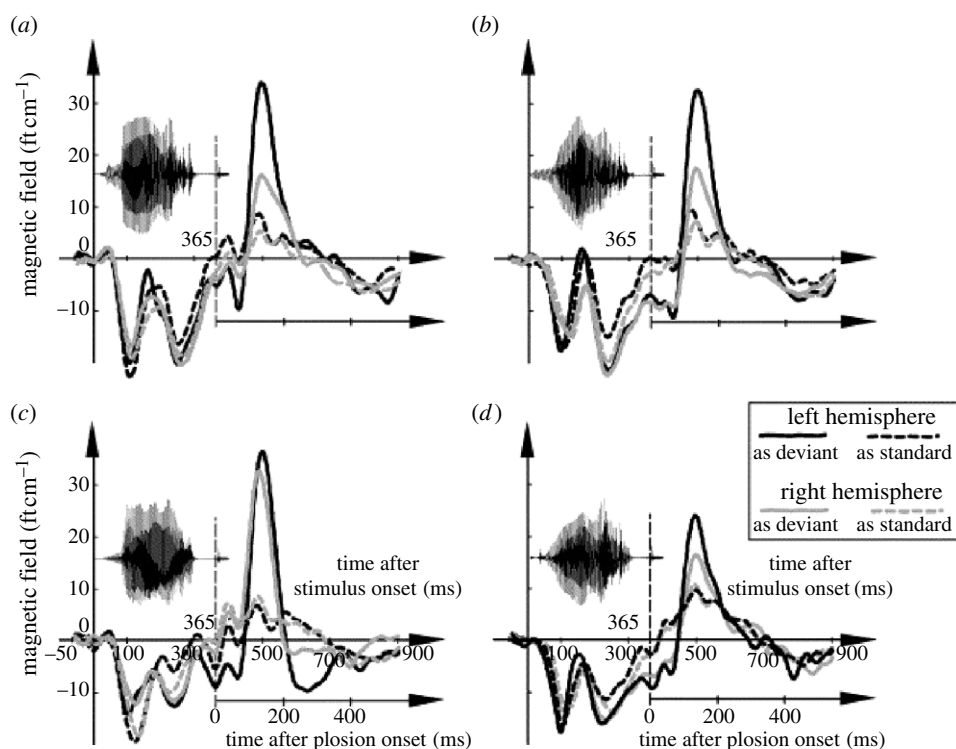 (a)
(b)
magnetic field (ft cm⁻¹)
30
20
10
0
−10
365
365
(c)
(d)
left hemisphere
as deviant as standard
right hemisphere
as deviant as standard
magnetic field (ft cm⁻¹)
30
20
10
0
−10
time after
stimulus onset (ms)
time after
stimulus onset (ms)
365
365
−50 100 300 500 700 900
100 300 500 700 900
0 200 400
0 200 400
time after plosion onset (ms)
time after plosion onset (ms)